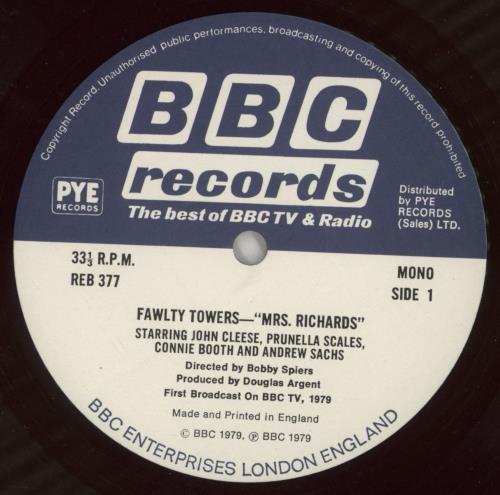 Copyright Record. Unauthorised public performances, broadcasting and copying of this record prohibited
BBC
records
The best of BBC TV & Radio
PYE
RECORDS
Distributed
by PYE
RECORDS
(Sales) LTD.
33⅓ R.P.M.
REB 377
MONO
SIDE 1
FAWLTY TOWERS—"MRS. RICHARDS"
STARRING JOHN CLEESE, PRUNELLA SCALES,
CONNIE BOOTH AND ANDREW SACHS
Directed by Bobby Spiers
Produced by Douglas Argent
First Broadcast On BBC TV, 1979
Made and Printed in England
© BBC 1979. ℗ BBC 1979
BBC ENTERPRISES LONDON ENGLAND